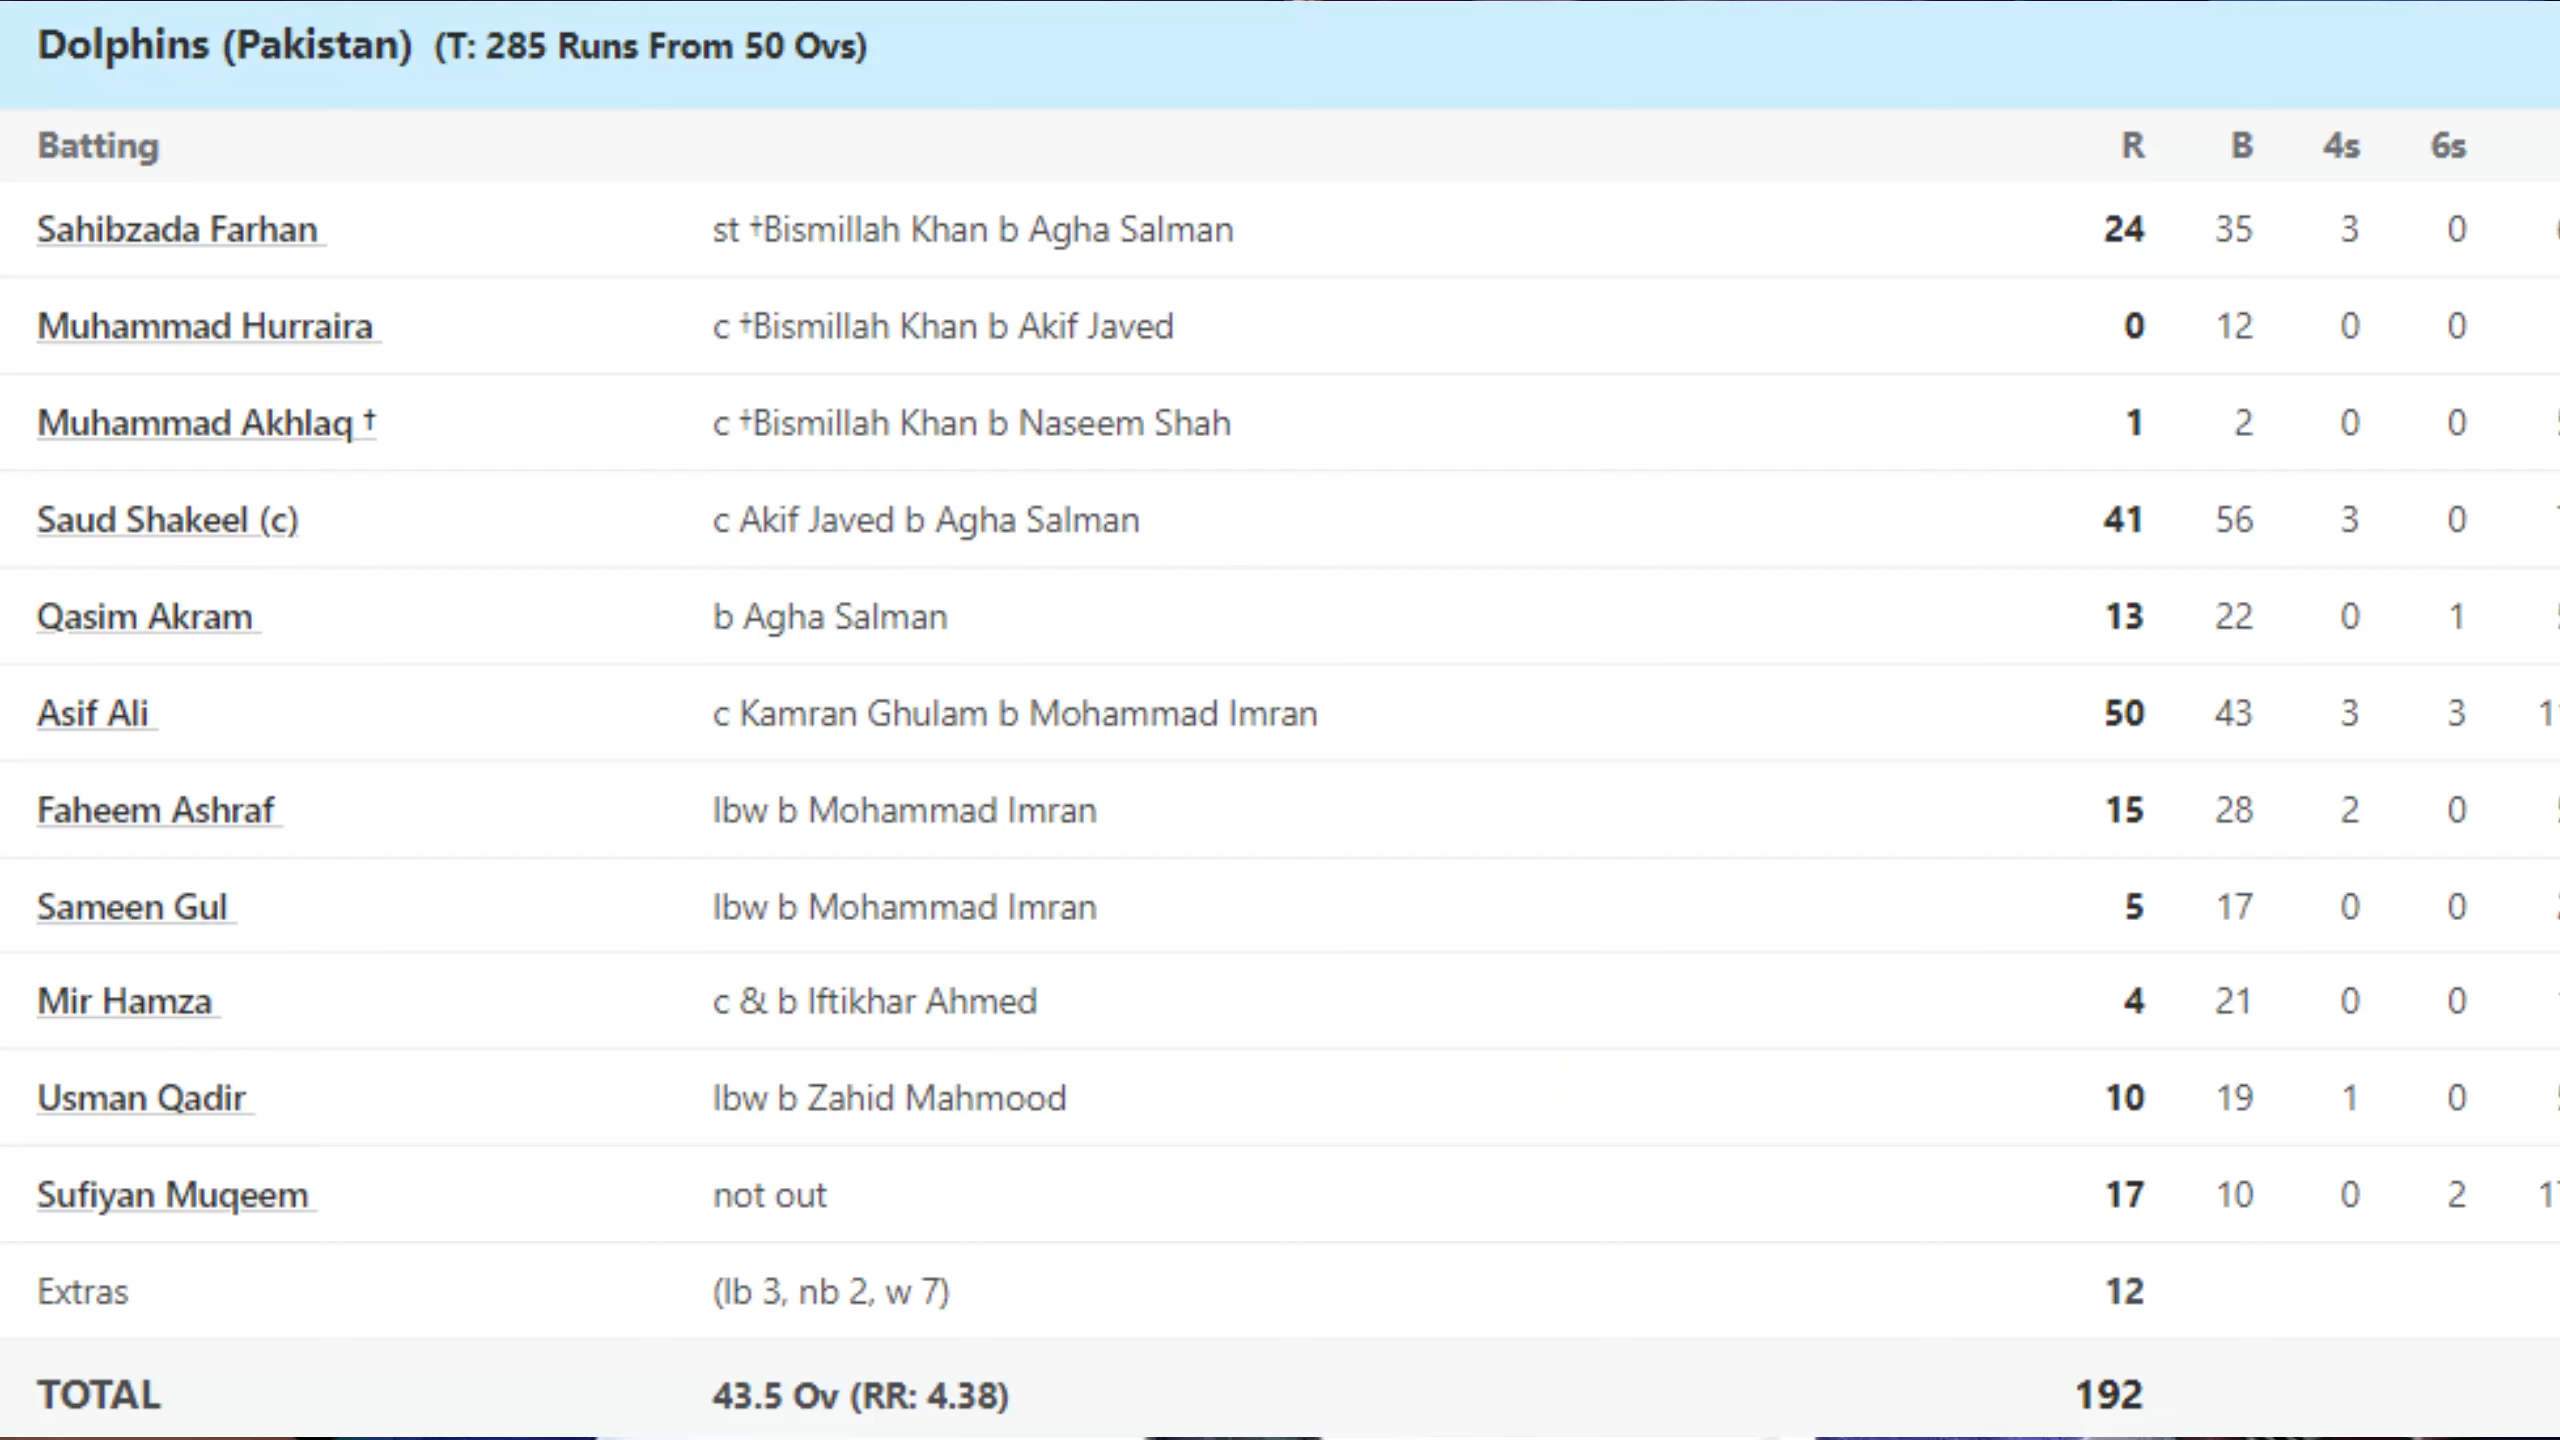 Dolphins (Pakistan) (T: 285 Runs From 50 Ovs)
Batting R B 4s 6s
Sahibzada Farhan st †Bismillah Khan b Agha Salman 24 35 3 0
Muhammad Hurraira c †Bismillah Khan b Akif Javed 0 12 0 0
Muhammad Akhlaq † c †Bismillah Khan b Naseem Shah 1 2 0 0
Saud Shakeel (c) c Akif Javed b Agha Salman 41 56 3 0
Qasim Akram b Agha Salman 13 22 0 1
Asif Ali c Kamran Ghulam b Mohammad Imran 50 43 3 3
Faheem Ashraf lbw b Mohammad Imran 15 28 2 0
Sameen Gul lbw b Mohammad Imran 5 17 0 0
Mir Hamza c & b Iftikhar Ahmed 4 21 0 0
Usman Qadir lbw b Zahid Mahmood 10 19 1 0
Sufiyan Muqeem not out 17 10 0 2
Extras (lb 3, nb 2, w 7) 12
TOTAL 43.5 Ov (RR: 4.38) 192